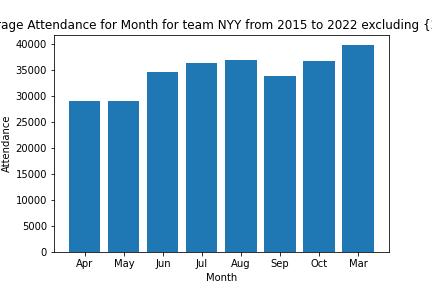 Average Attendance for Month for team NYY from 2015 to 2022 excluding {
40000
35000
30000
25000
20000
15000
10000
5000
0
Attendance
Apr May Jun Jul Aug Sep Oct Mar
Month